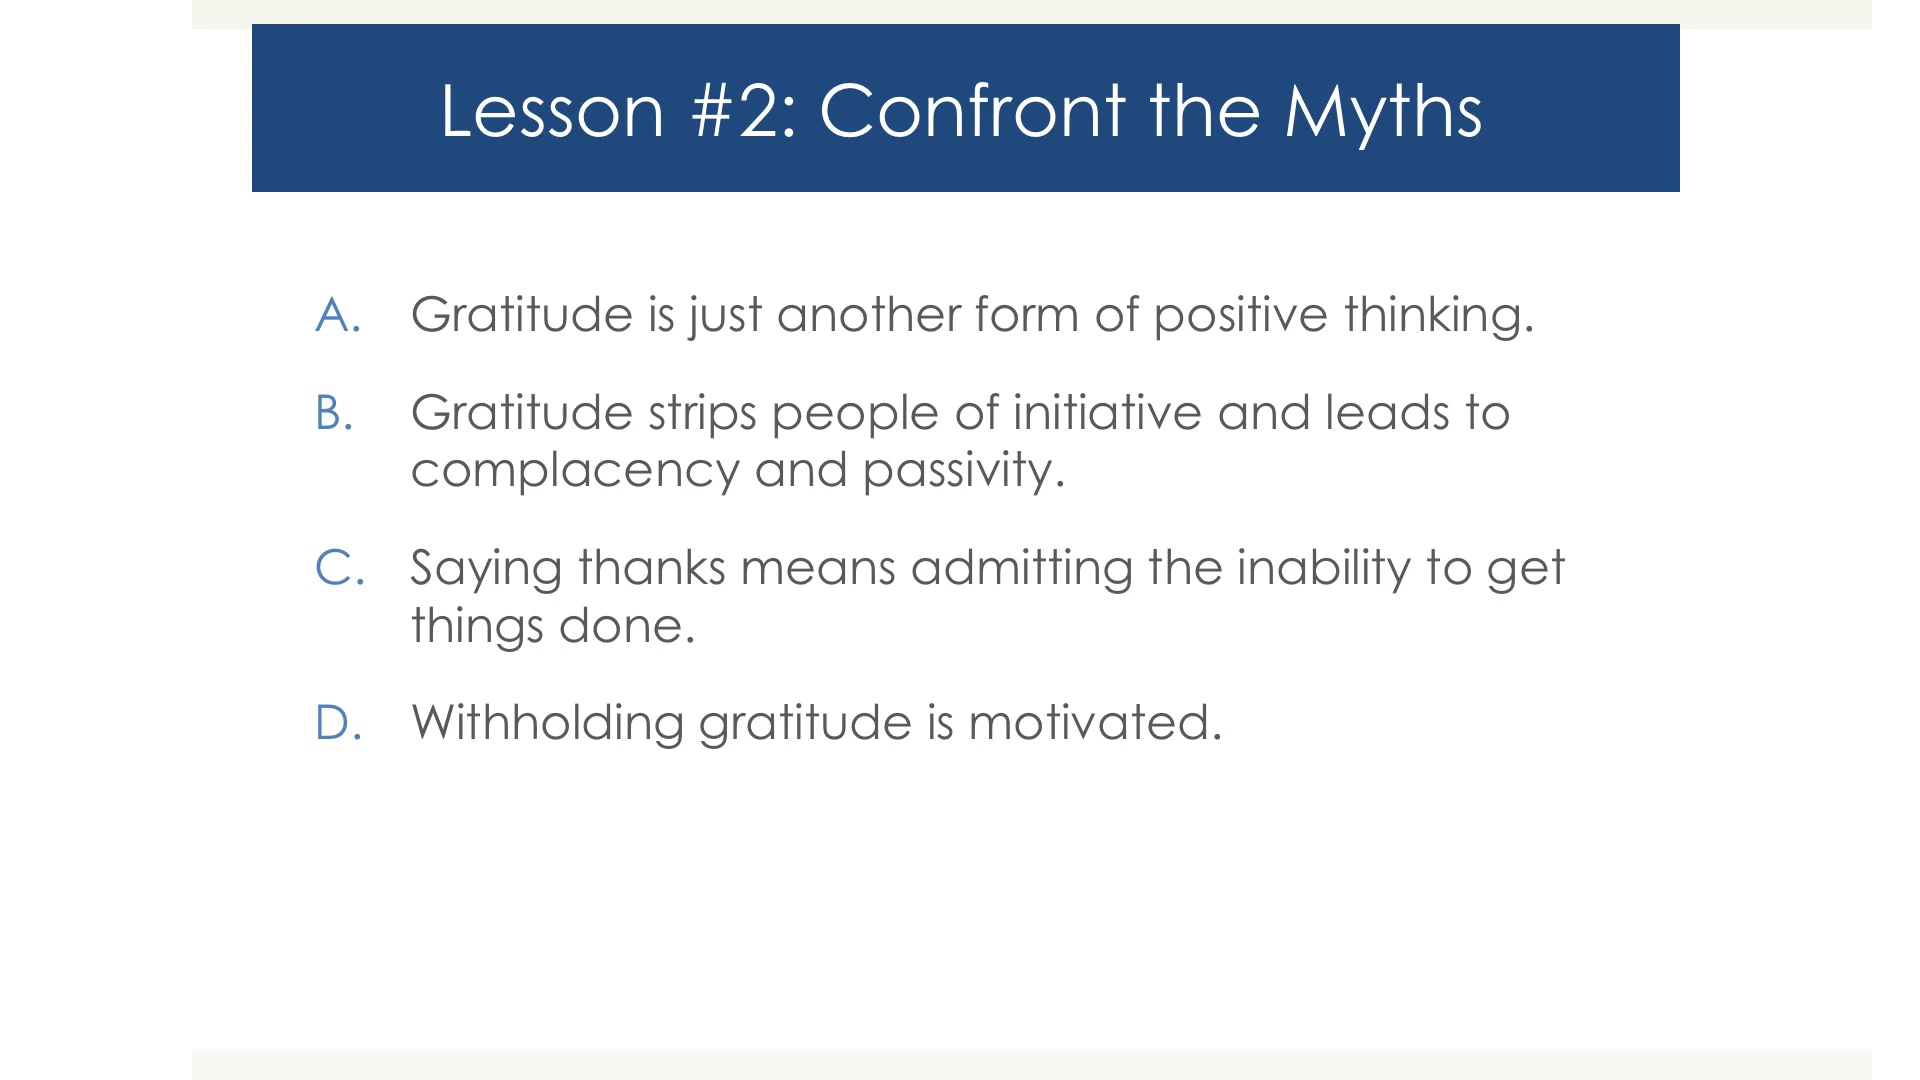 Lesson #2: Confront the Myths
A. Gratitude is just another form of positive thinking.
B. Gratitude strips people of initiative and leads to
complacency and passivity.
C. Saying thanks means admitting the inability to get
things done.
D. Withholding gratitude is motivated.